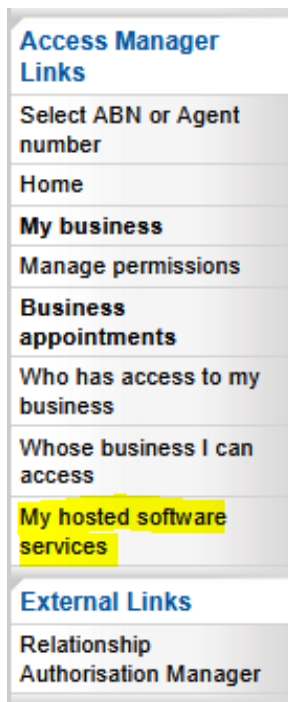 Access Manager
Links
Select ABN or Agent
number
Home
My business
Manage permissions
Business
appointments
Who has access to my
business
Whose business I can
access
My hosted software
services
External Links
Relationship
Authorisation Manager